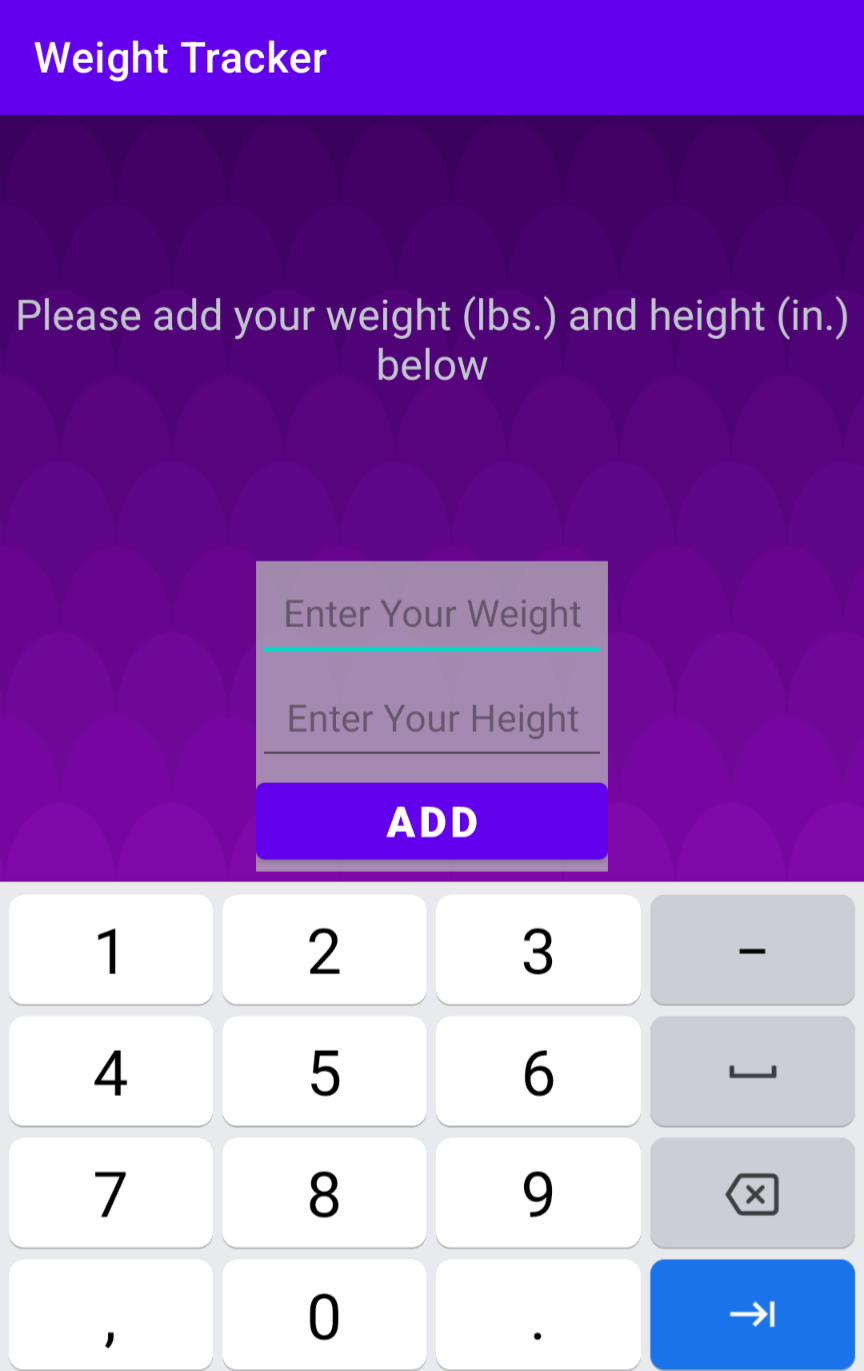 Weight Tracker
Please add your weight (lbs.) and height (in.)
below
Enter Your Weight
Enter Your Height
ADD
1 2 3 –
4 5 6
7 8 9
, 0 .